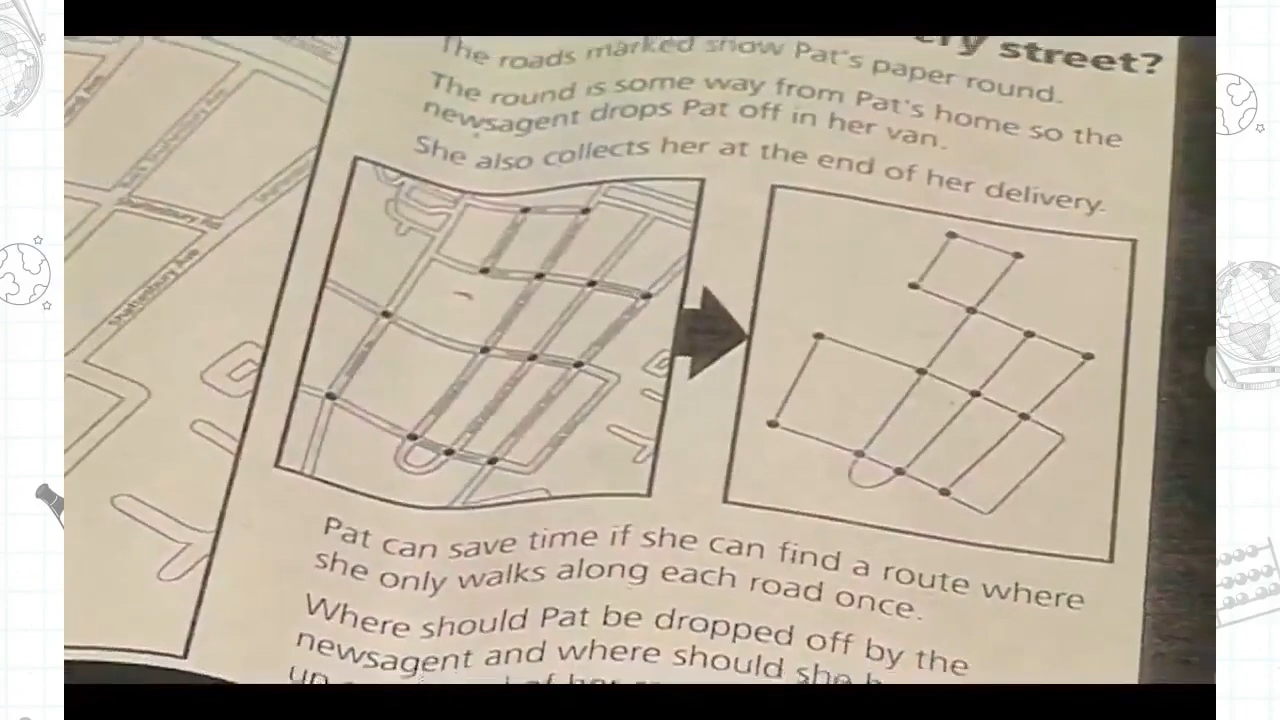 street?
The roads marked show Pat's paper round.
The round is some way from Pat's home so the
newsagent drops Pat off in her van.
She also collects her at the end of her delivery.
Pat can save time if she can find a route where
she only walks along each road once.
Where should Pat be dropped off by the
newsagent and where should she